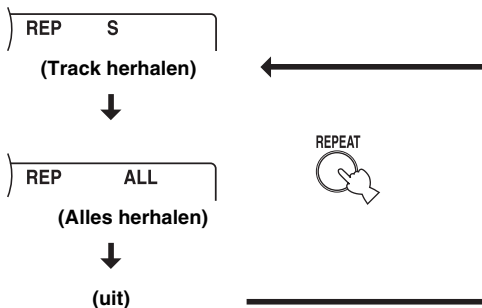 REP S
(Track herhalen)
REPEAT
REP ALL
(Alles herhalen)
(uit)